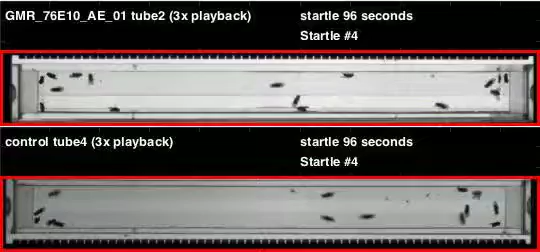 GMR_76E10_AE_01 tube2 (3x playback) startle 96 seconds
Startle #4
control tube4 (3x playback) startle 96 seconds
Startle #4